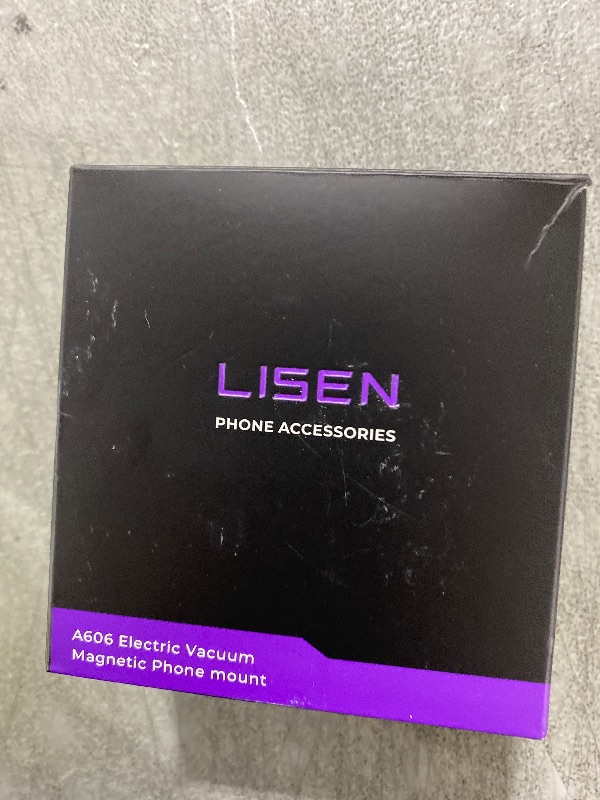 LISEN
PHONE ACCESSORIES
A606 Electric Vacuum
Magnetic Phone mount